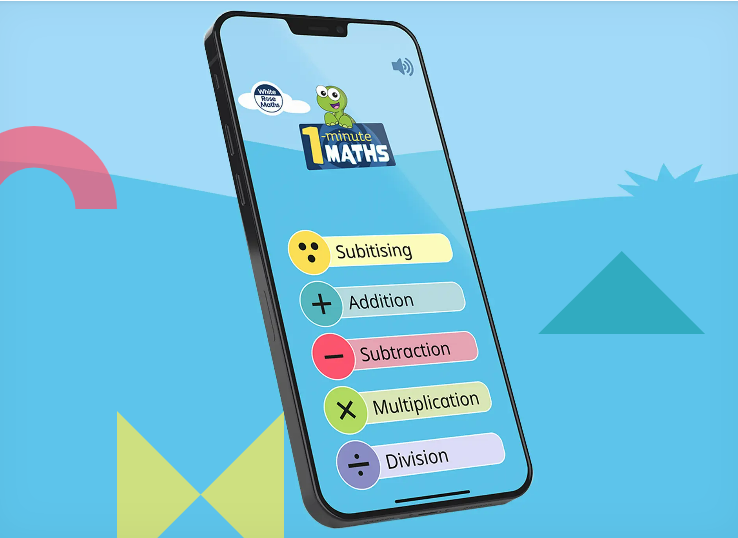 White
Rose
Maths
1-minute
MATHS
Subitising
Addition
Subtraction
Multiplication
Division